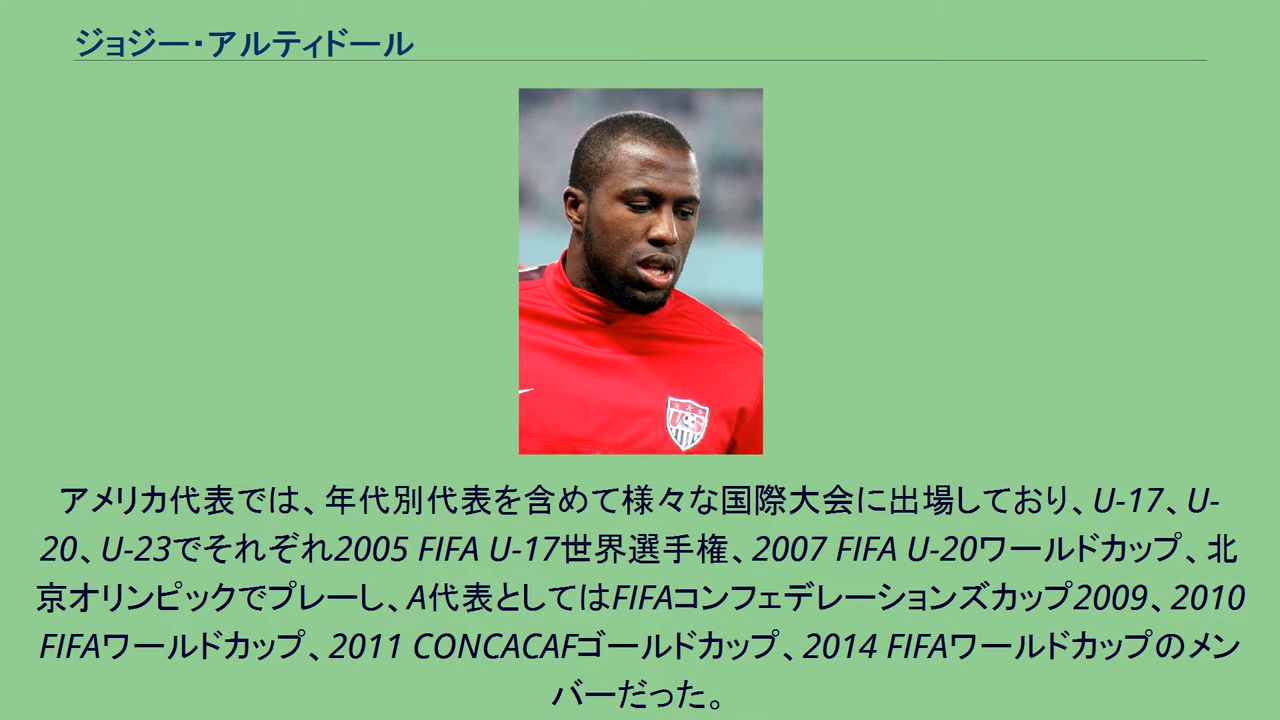 ジョジー・アルティドール
US
アメリカ代表では、年代別代表を含めて様々な国際大会に出場しており、U-17、U-
20、U-23でそれぞれ2005 FIFA U-17世界選手権、2007 FIFA U-20ワールドカップ、北
京オリンピックでプレーし、A代表としてはFIFAコンフェデレーションズカップ2009、2010
FIFAワールドカップ、2011 CONCACAFゴールドカップ、2014 FIFAワールドカップのメン
バーだった。